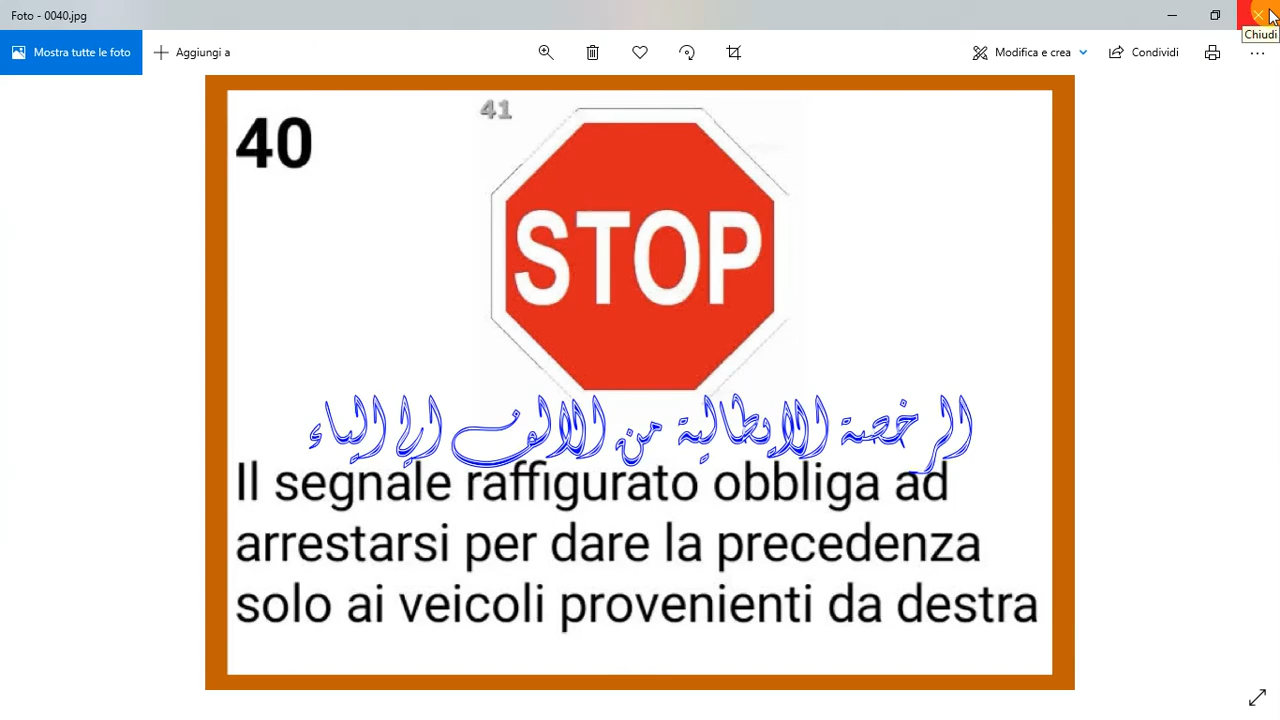 Foto - 0040.jpg
Chiudi
Mostra tutte le foto
Aggiungi a
Modifica e crea
Condividi
41
40
STOP
الرخصة الايطالية من الالف الى الياء
Il segnale raffigurato obbliga ad
arrestarsi per dare la precedenza
solo ai veicoli provenienti da destra